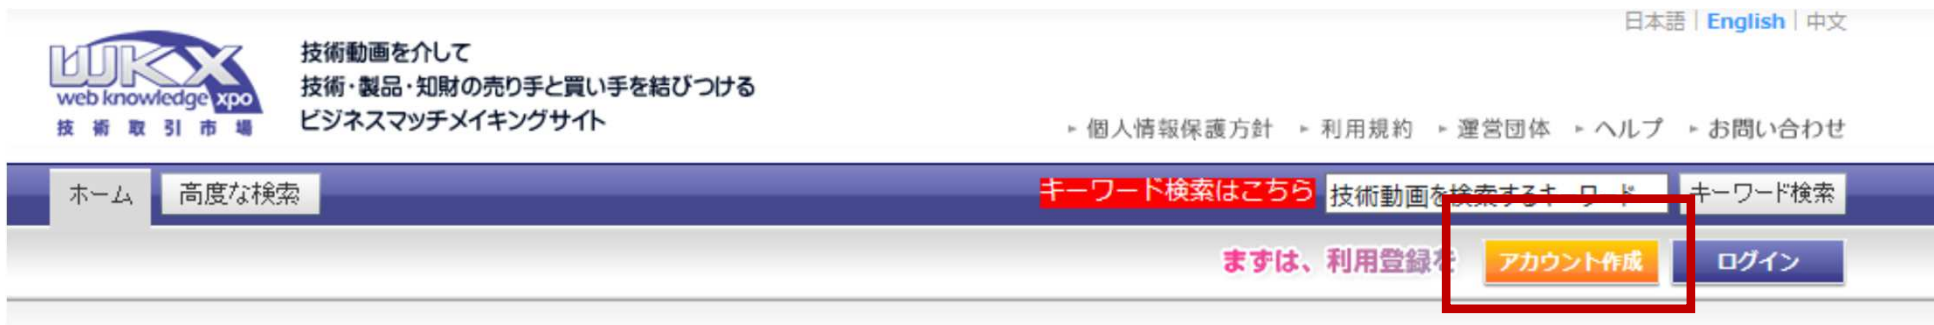 日本語 | English | 中文
WKX
web knowledge xpo
技術取引市場
技術動画を介して
技術・製品・知財の売り手と買い手を結びつける
ビジネスマッチメイキングサイト
個人情報保護方針 利用規約 運営団体 ヘルプ お問い合わせ
ホーム 高度な検索 キーワード検索はこちら 技術動画を検索するキーワード キーワード検索
まずは、利用登録を アカウント作成 ログイン